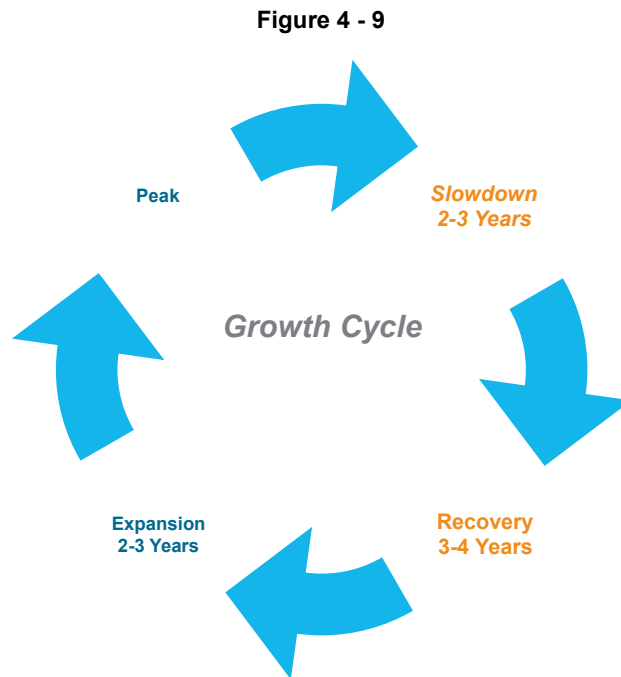 Figure 4 - 9
Peak
Slowdown
2-3 Years
Growth Cycle
Expansion
2-3 Years
Recovery
3-4 Years